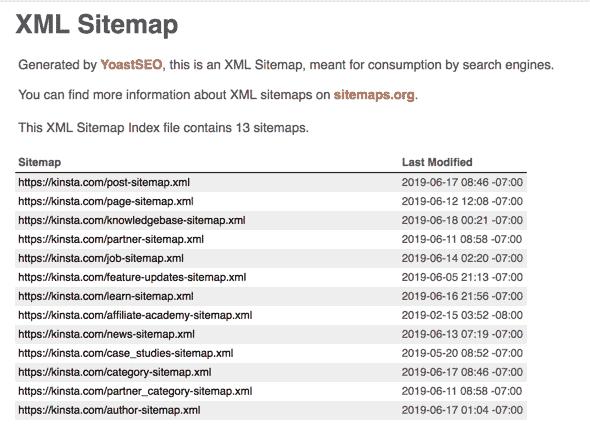 XML Sitemap
Generated by YoastSEO, this is an XML Sitemap, meant for consumption by search engines.
You can find more information about XML sitemaps on sitemaps.org.
This XML Sitemap Index file contains 13 sitemaps.
Sitemap Last Modified
https://kinsta.com/post-sitemap.xml 2019-06-17 08:46 -07:00
https://kinsta.com/page-sitemap.xml 2019-06-12 12:08 -07:00
https://kinsta.com/knowledgebase-sitemap.xml 2019-06-18 00:21 -07:00
https://kinsta.com/partner-sitemap.xml 2019-06-11 08:58 -07:00
https://kinsta.com/job-sitemap.xml 2019-06-14 02:20 -07:00
https://kinsta.com/feature-updates-sitemap.xml 2019-06-05 21:13 -07:00
https://kinsta.com/learn-sitemap.xml 2019-06-16 21:56 -07:00
https://kinsta.com/affiliate-academy-sitemap.xml 2019-02-15 03:52 -08:00
https://kinsta.com/news-sitemap.xml 2019-06-13 07:19 -07:00
https://kinsta.com/case_studies-sitemap.xml 2019-05-20 08:52 -07:00
https://kinsta.com/category-sitemap.xml 2019-06-17 08:46 -07:00
https://kinsta.com/partner_category-sitemap.xml 2019-06-11 08:58 -07:00
https://kinsta.com/author-sitemap.xml 2019-06-17 01:04 -07:00